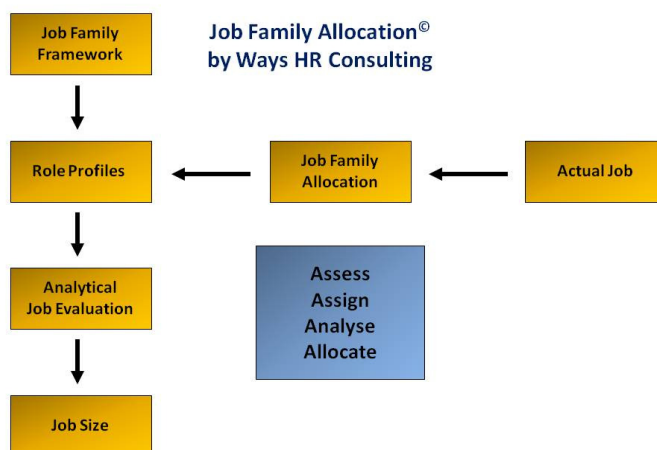 Job Family
Framework
Job Family Allocation©
by Ways HR Consulting
Role Profiles
Job Family
Allocation
Actual Job
Analytical
Job Evaluation
Assess
Assign
Analyse
Allocate
Job Size